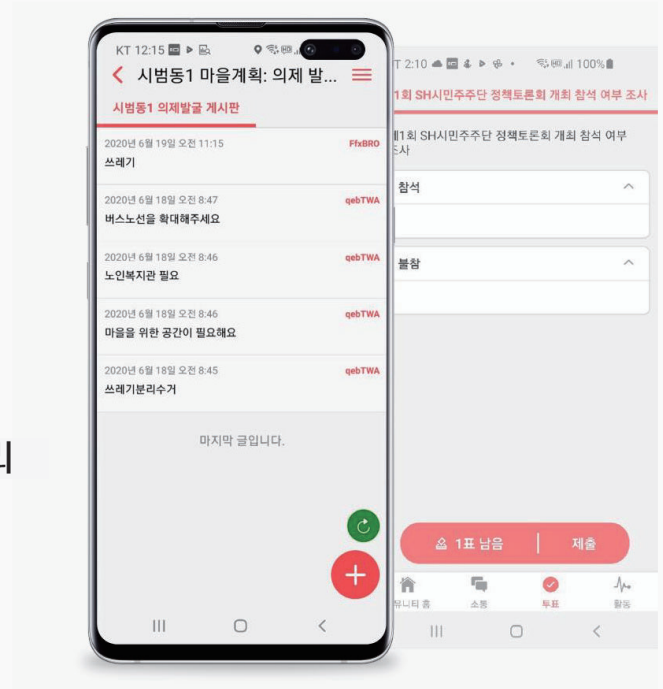 KT 12:15
시범동1 마을계획: 의제 발...
시범동1 의제발굴 게시판
2020년 6월 19일 오전 11:15 FfxBRO
쓰레기
2020년 6월 18일 오전 8:47 qebTWA
버스노선을 확대해주세요
2020년 6월 18일 오전 8:46 qebTWA
노인복지관 필요
2020년 6월 18일 오전 8:46 qebTWA
마을을 위한 공간이 필요해요
2020년 6월 18일 오전 8:45 qebTWA
쓰레기분리수거
마지막 글입니다.
T 2:10 100%
1회 SH시민주주단 정책토론회 개최 참석 여부 조사
제1회 SH시민주주단 정책토론회 개최 참석 여부
조사
참석
불참
1표 남음 | 제출
뮤니티 홈 소통 투표 활동